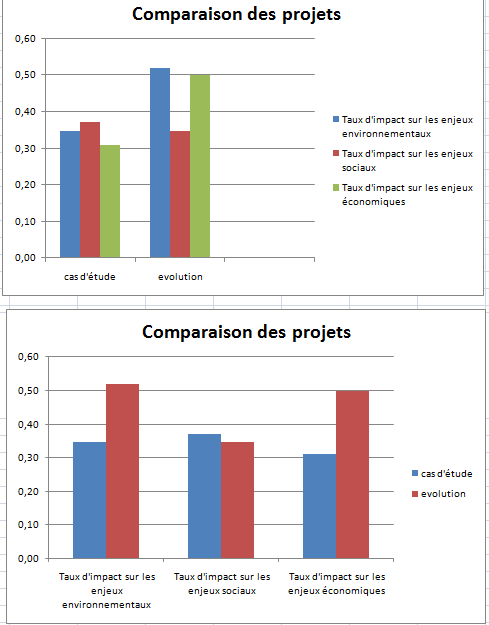 Comparaison des projets
0,60
0,50
0,40
0,30
0,20
0,10
0,00
cas d'étude
evolution
Taux d'impact sur les enjeux
environnementaux
Taux d'impact sur les enjeux
sociaux
Taux d'impact sur les enjeux
économiques
Comparaison des projets
0,60
0,50
0,40
0,30
0,20
0,10
0,00
Taux d'impact sur les
enjeux
environnementaux
Taux d'impact sur les
enjeux sociaux
Taux d'impact sur les
enjeux économiques
cas d'étude
evolution